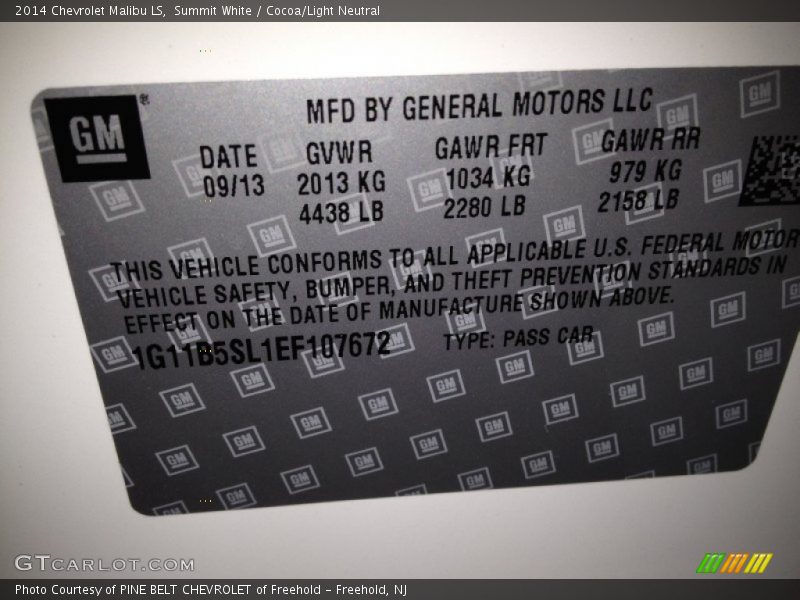 2014 Chevrolet Malibu LS, Summit White / Cocoa/Light Neutral
GM®
MFD BY GENERAL MOTORS LLC
DATE GVWR GAWR FRT GAWR RR
09/13 2013 KG 1034 KG 979 KG
4438 LB 2280 LB 2158 LB
THIS VEHICLE CONFORMS TO ALL APPLICABLE U.S. FEDERAL MOTOR
VEHICLE SAFETY, BUMPER, AND THEFT PREVENTION STANDARDS IN
EFFECT ON THE DATE OF MANUFACTURE SHOWN ABOVE.
1G11B5SL1EF107672 TYPE: PASS CAR
GTCARLOT.COM
Photo Courtesy of PINE BELT CHEVROLET of Freehold - Freehold, NJ